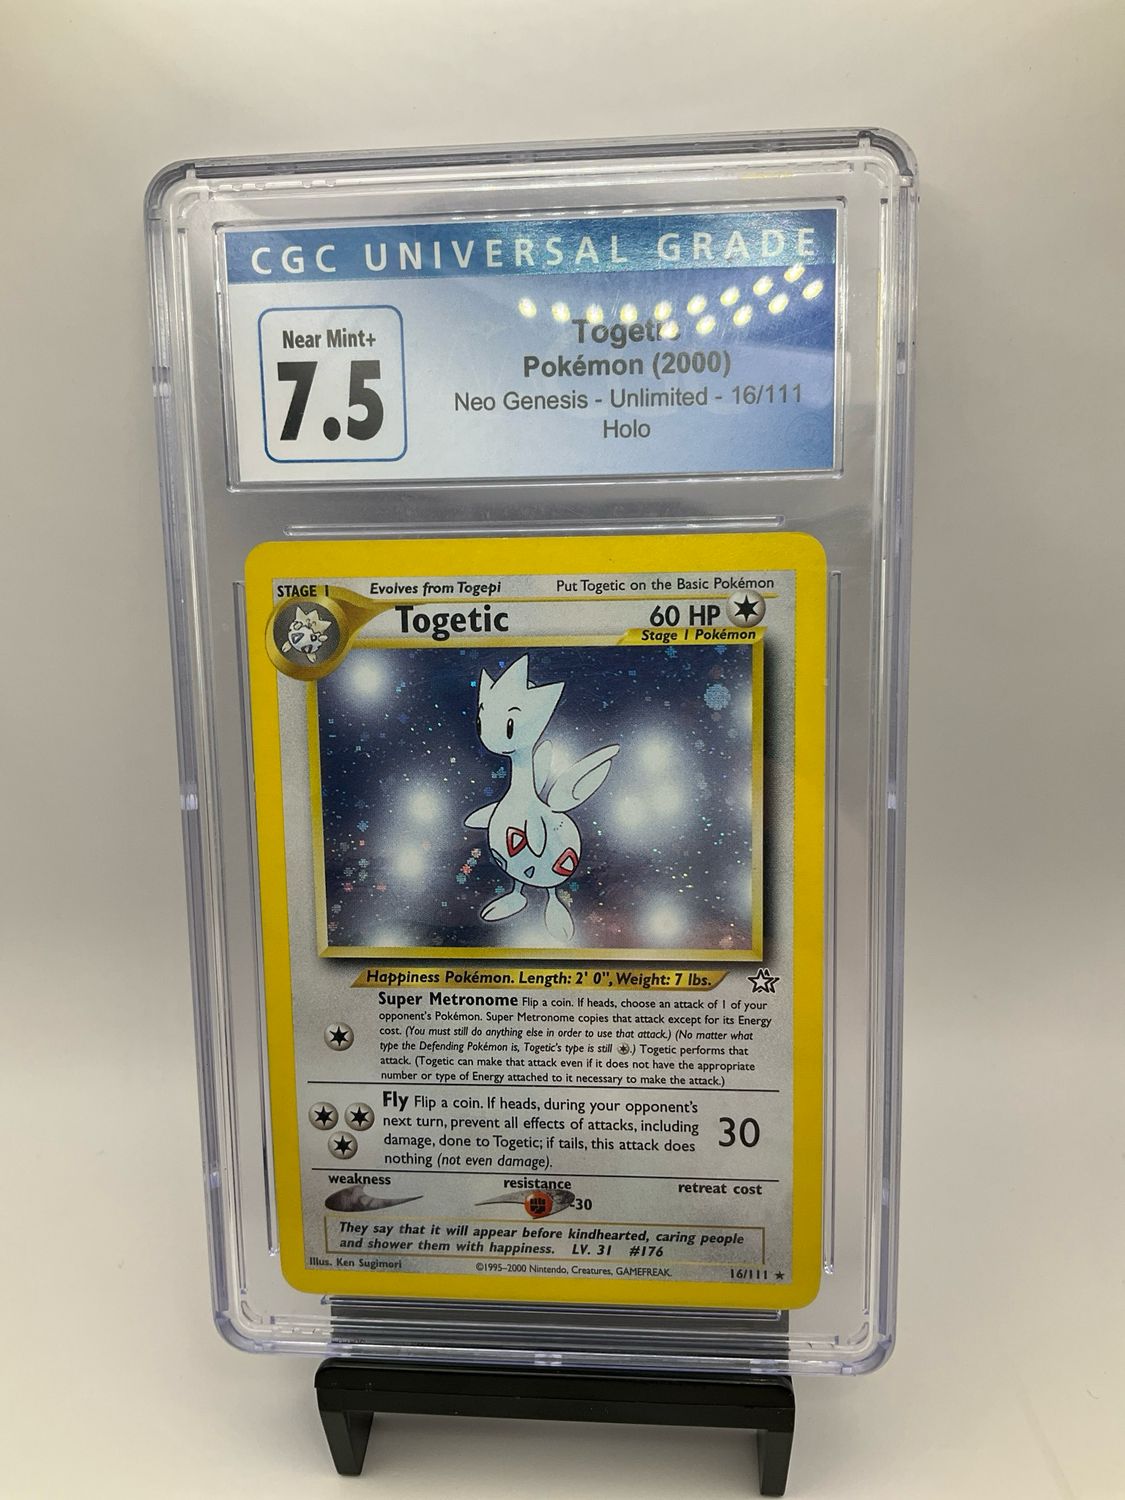 CGC UNIVERSAL GRADE
Near Mint+
7.5
Pokémon (2000)
Neo Genesis - Unlimited - 16/111
Holo
STAGE 1
Evolves from Togepi
Put Togetic on the Basic Pokémon
Togetic
60 HP
Stage 1 Pokémon
Happiness Pokémon. Length: 2' 0", Weight: 7 lbs.
Super Metronome Flip a coin. If heads, choose an attack of 1 of your
opponent's Pokémon. Super Metronome copies that attack except for its Energy
cost. (You must still do anything else in order to use that attack.) (No matter what
type the Defending Pokémon is, Togetic's type is still .) Togetic performs that
attack. (Togetic can make that attack even if it does not have the appropriate
number or type of Energy attached to it necessary to make the attack.)
Fly Flip a coin. If heads, during your opponent's
next turn, prevent all effects of attacks, including
damage, done to Togetic; if tails, this attack does
nothing (not even damage).
30
weakness
resistance
-30
retreat cost
They say that it will appear before kindhearted, caring people
and shower them with happiness. LV. 31 #176
Illus. Ken Sugimori
©1995–2000 Nintendo, Creatures, GAMEFREAK.
16/111 ★